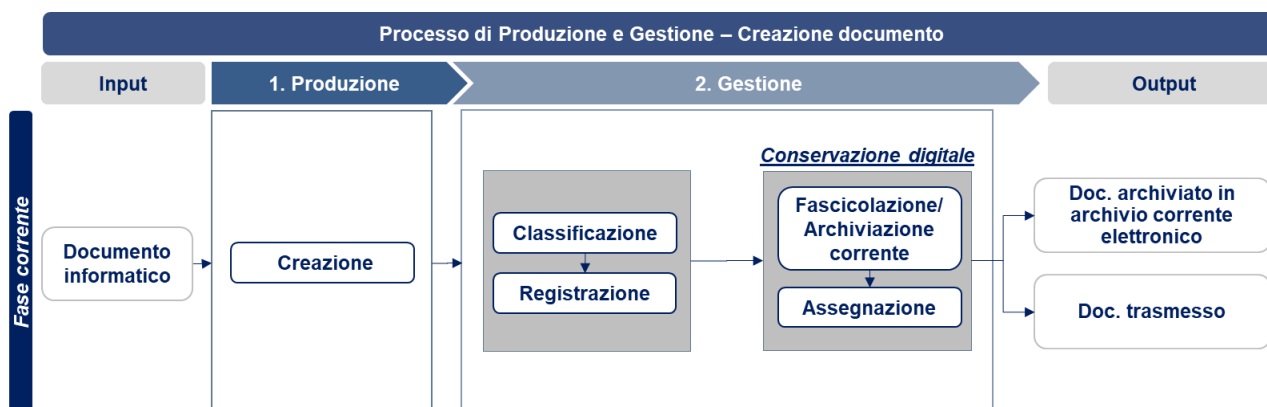 Processo di Produzione e Gestione – Creazione documento
Input
1. Produzione
2. Gestione
Output
Fase corrente
Documento
informatico
Creazione
Classificazione
Registrazione
Conservazione digitale
Fascicolazione/
Archiviazione
corrente
Assegnazione
Doc. archiviato in
archivio corrente
elettronico
Doc. trasmesso